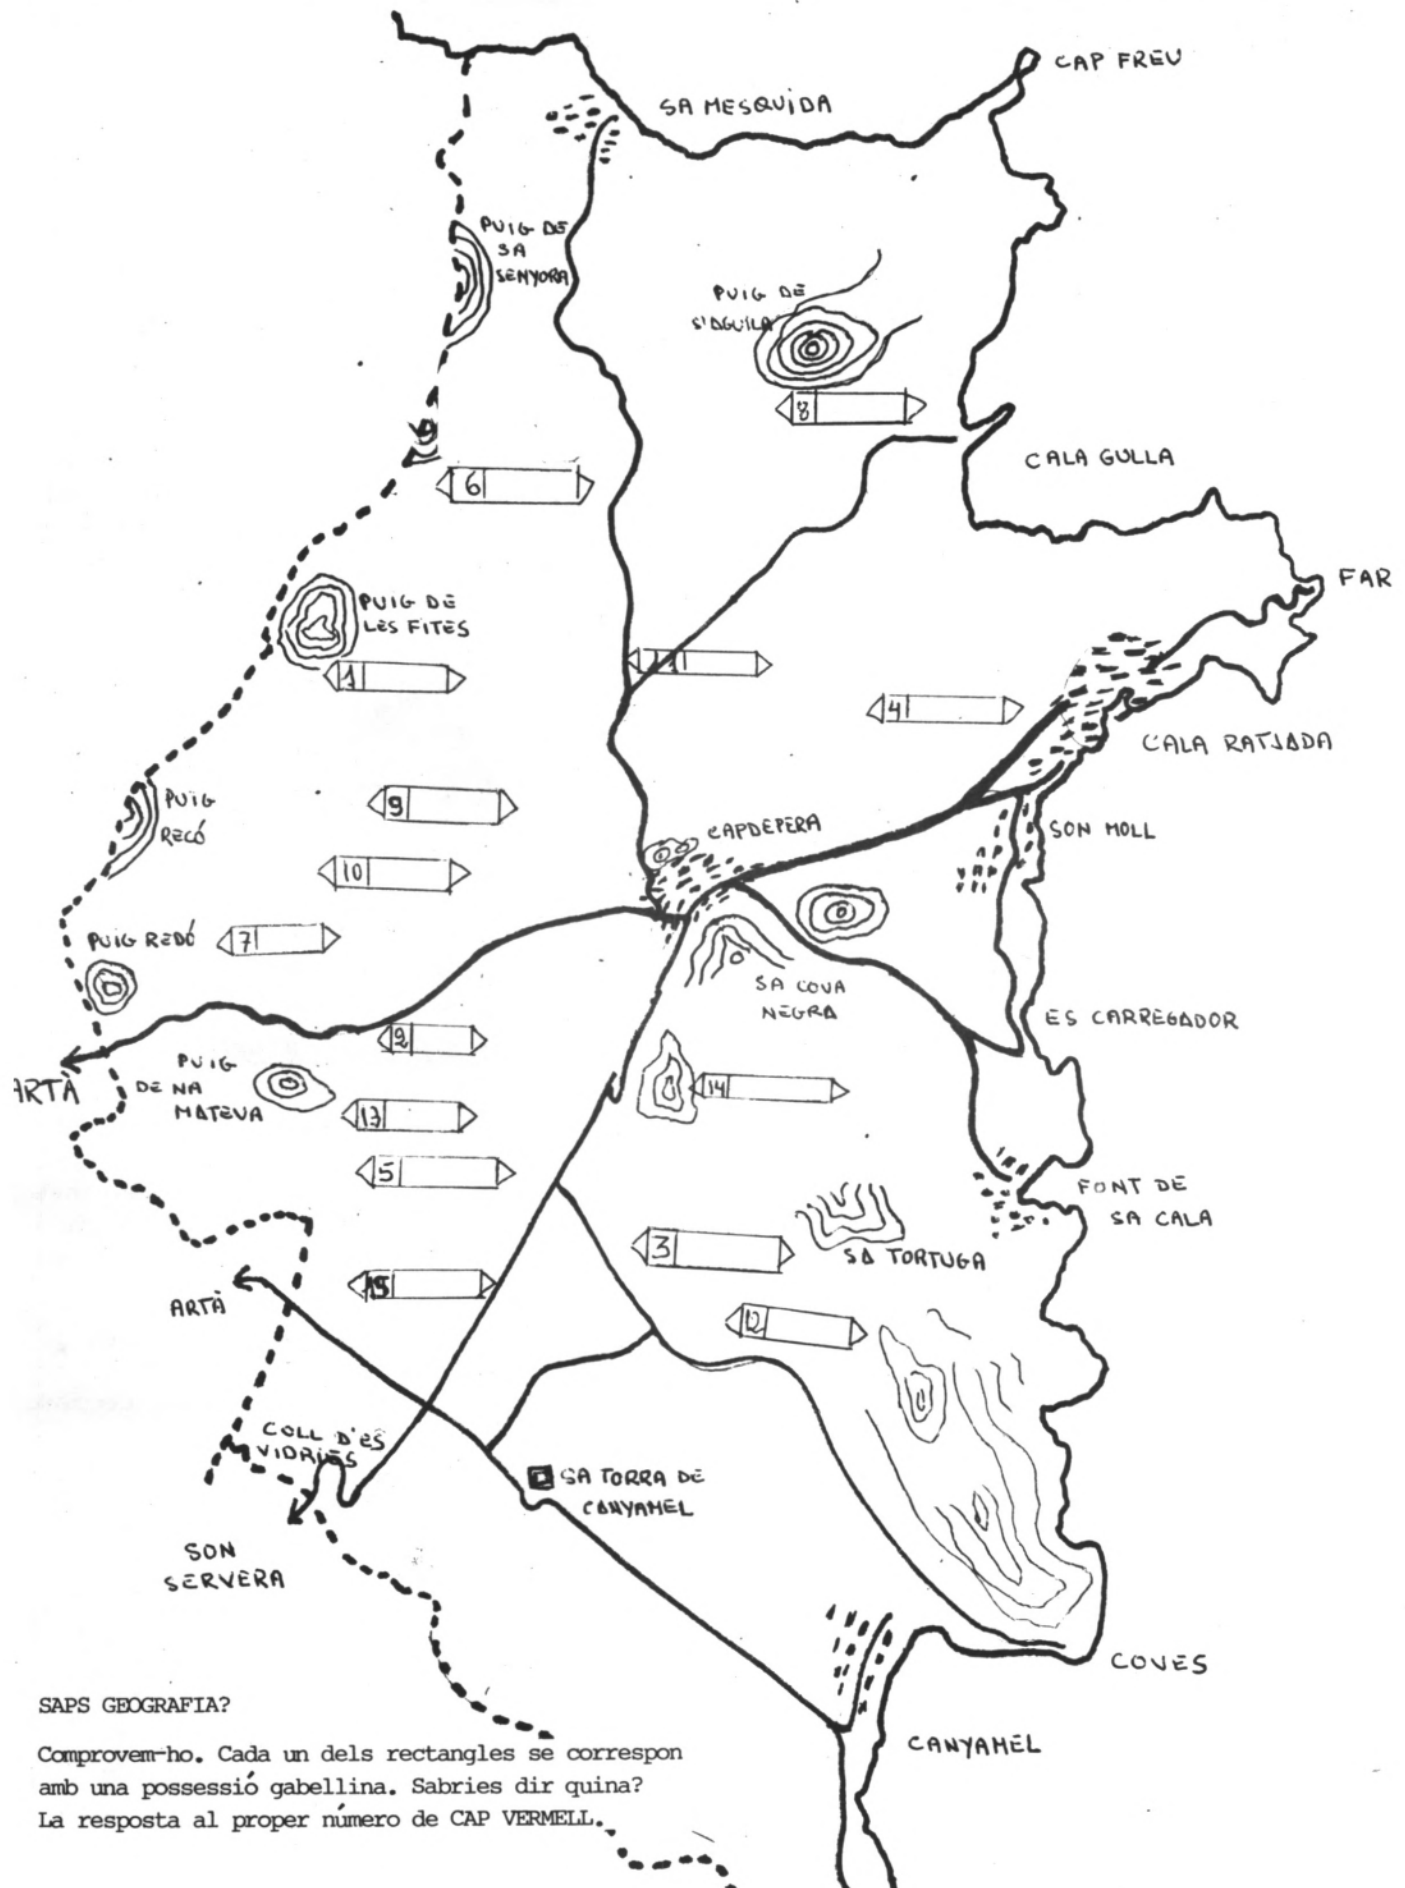 CAP FREU
SA MESQUIDA
PUIG DE
SA
SENYORA
PUIG DE
S'AGUILA
8
CALA GULLA
6
FAR
PUIG DE
LES FITES
1
11
4
CALA RATJADA
PUIG
RECÓ
9
CAPDEPERA
SON MOLL
10
PUIG REDÓ
7
SA COVA
NEGRA
ES CARREGADOR
2
PUIG
DE NA
MATEVA
ARTÀ
14
13
5
FONT DE
SA CALA
3
SA TORTUGA
15
ARTÀ
12
COLL D'ES
VIDRIES
SA TORRA DE
CANYAMEL
SON
SERVERA
COVES
CANYAMEL
SAPS GEOGRAFIA?
Comprovem-ho. Cada un dels rectangles se correspon
amb una possessió gabellina. Sabries dir quina?
La resposta al proper número de CAP VERMELL.